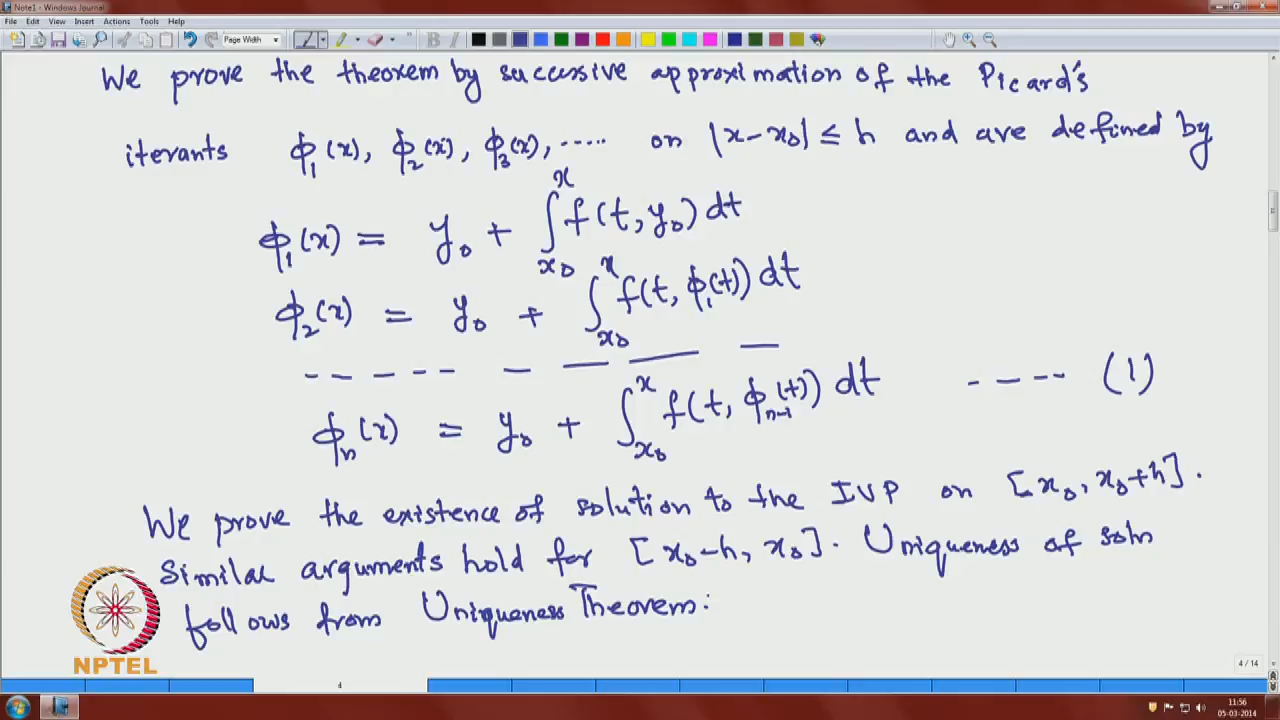 Note1 - Windows Journal
File Edit View Insert Actions Tools Help
Page Width
We prove the theorem by successive approximation of the Picard's
iterants ϕ₁(x), ϕ₂(x), ϕ₃(x), ..... on |x-x₀| ≤ h and are defined by
ϕ₁(x) = y₀ + ∫_{x₀}^{x} f(t, y₀) dt
ϕ₂(x) = y₀ + ∫_{x₀}^{x} f(t, ϕ₁(t)) dt
ϕₙ(x) = y₀ + ∫_{x₀}^{x} f(t, ϕₙ₋₁(t)) dt ---- (1)
We prove the existence of solution to the IVP on [x₀, x₀+h].
Similar arguments hold for [x₀-h, x₀]. Uniqueness of soln
follows from Uniqueness Theorem:
NPTEL
4 / 14
4
11:56
05-03-2014